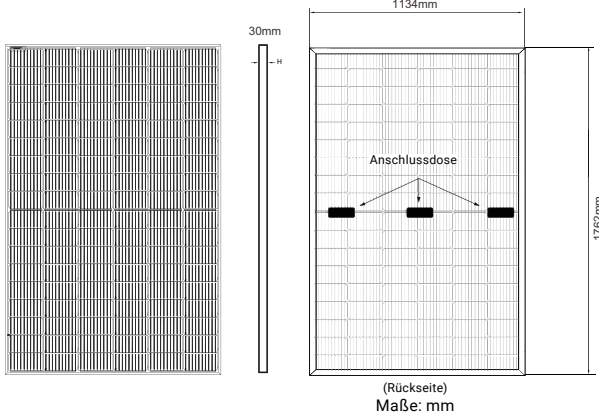 1134mm
30mm
H
Anschlussdose
1762mm
(Rückseite)
Maße: mm